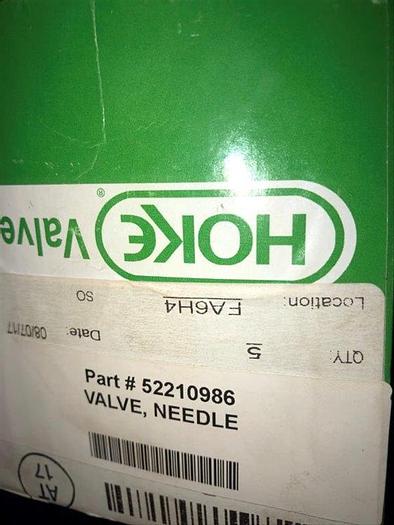 HOKE® Valve
Location: FA6H4 SO
QTY: 5 Date: 08/07/17
Part # 52210986
VALVE, NEEDLE
AT
17